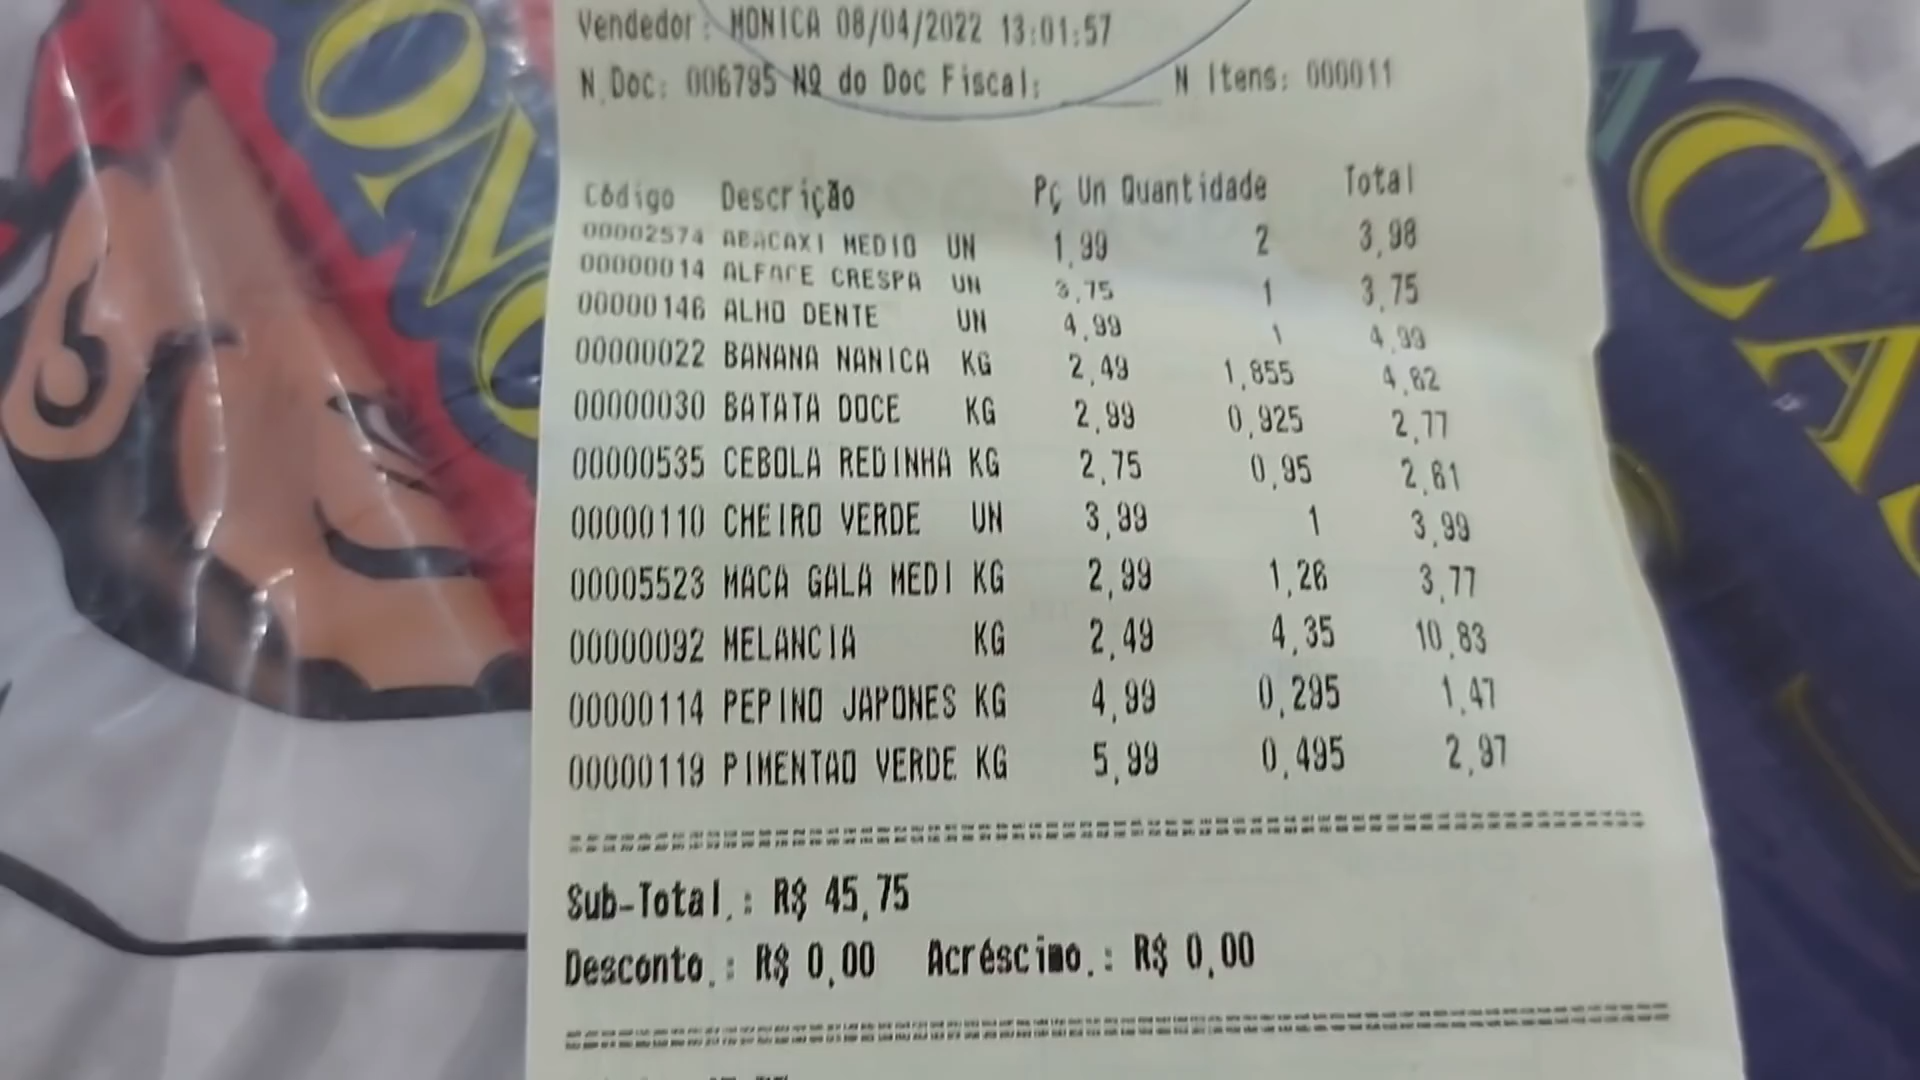 Vendedor: MONICA 08/04/2022 13:01:57
N.Doc: 006795 Nº do Doc Fiscal: ______ N Itens: 000011
Código Descrição Pç Un Quantidade Total
00002574 ABACAXI MEDIO UN 1,99 2 3,98
00000014 ALFACE CRESPA UN 3,75 1 3,75
00000146 ALHO DENTE UN 4,99 1 4,99
00000022 BANANA NANICA KG 2,49 1,855 4,62
00000030 BATATA DOCE KG 2,99 0,925 2,77
00000535 CEBOLA REDINHA KG 2,75 0,95 2,61
00000110 CHEIRO VERDE UN 3,99 1 3,99
00005523 MACA GALA MEDI KG 2,99 1,26 3,77
00000092 MELANCIA KG 2,49 4,35 10,83
00000114 PEPINO JAPONES KG 4,99 0,295 1,47
00000119 PIMENTAO VERDE KG 5,99 0,495 2,97
Sub-Total.: R$ 45,75
Desconto.: R$ 0,00 Acréscimo.: R$ 0,00